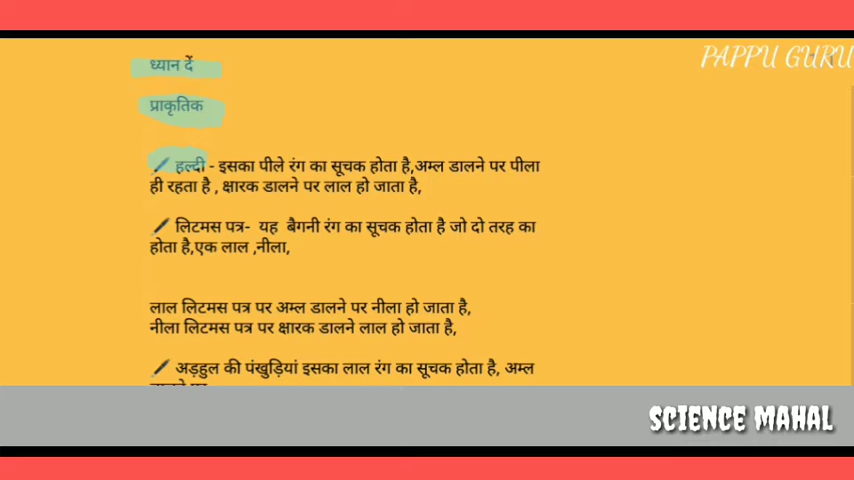 ध्यान दें
PAPPU GURU
प्राकृतिक
हल्दी - इसका पीले रंग का सूचक होता है,अम्ल डालने पर पीला
ही रहता है , क्षारक डालने पर लाल हो जाता है,
लिटमस पत्र- यह बैगनी रंग का सूचक होता है जो दो तरह का
होता है,एक लाल ,नीला,
लाल लिटमस पत्र पर अम्ल डालने पर नीला हो जाता है,
नीला लिटमस पत्र पर क्षारक डालने लाल हो जाता है,
अड़हुल की पंखुड़ियां इसका लाल रंग का सूचक होता है, अम्ल
SCIENCE MAHAL